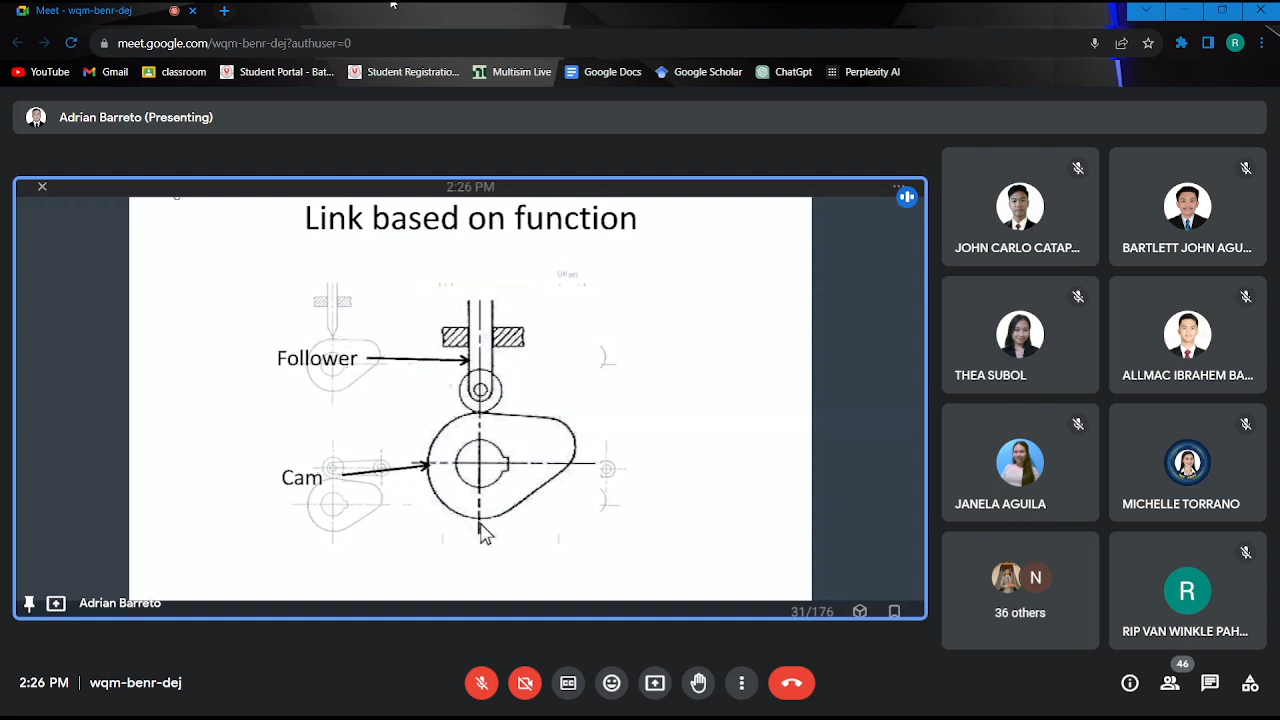 Meet - wqm-benr-dej
meet.google.com/wqm-benr-dej?authuser=0
R
YouTube
Gmail
classroom
Student Portal - Bat...
Student Registratio...
Multisim Live
Google Docs
Google Scholar
ChatGPT
Perplexity AI
Adrian Barreto (Presenting)
2:26 PM
Link based on function
Offset
Follower
Cam
Adrian Barreto
31/176
JOHN CARLO CATAP...
BARTLETT JOHN AGU...
THEA SUBOL
ALLMAC IBRAHEM BA...
JANELA AGUILA
MICHELLE TORRANO
N
36 others
R
RIP VAN WINKLE PAH...
2:26 PM
wqm-benr-dej
46